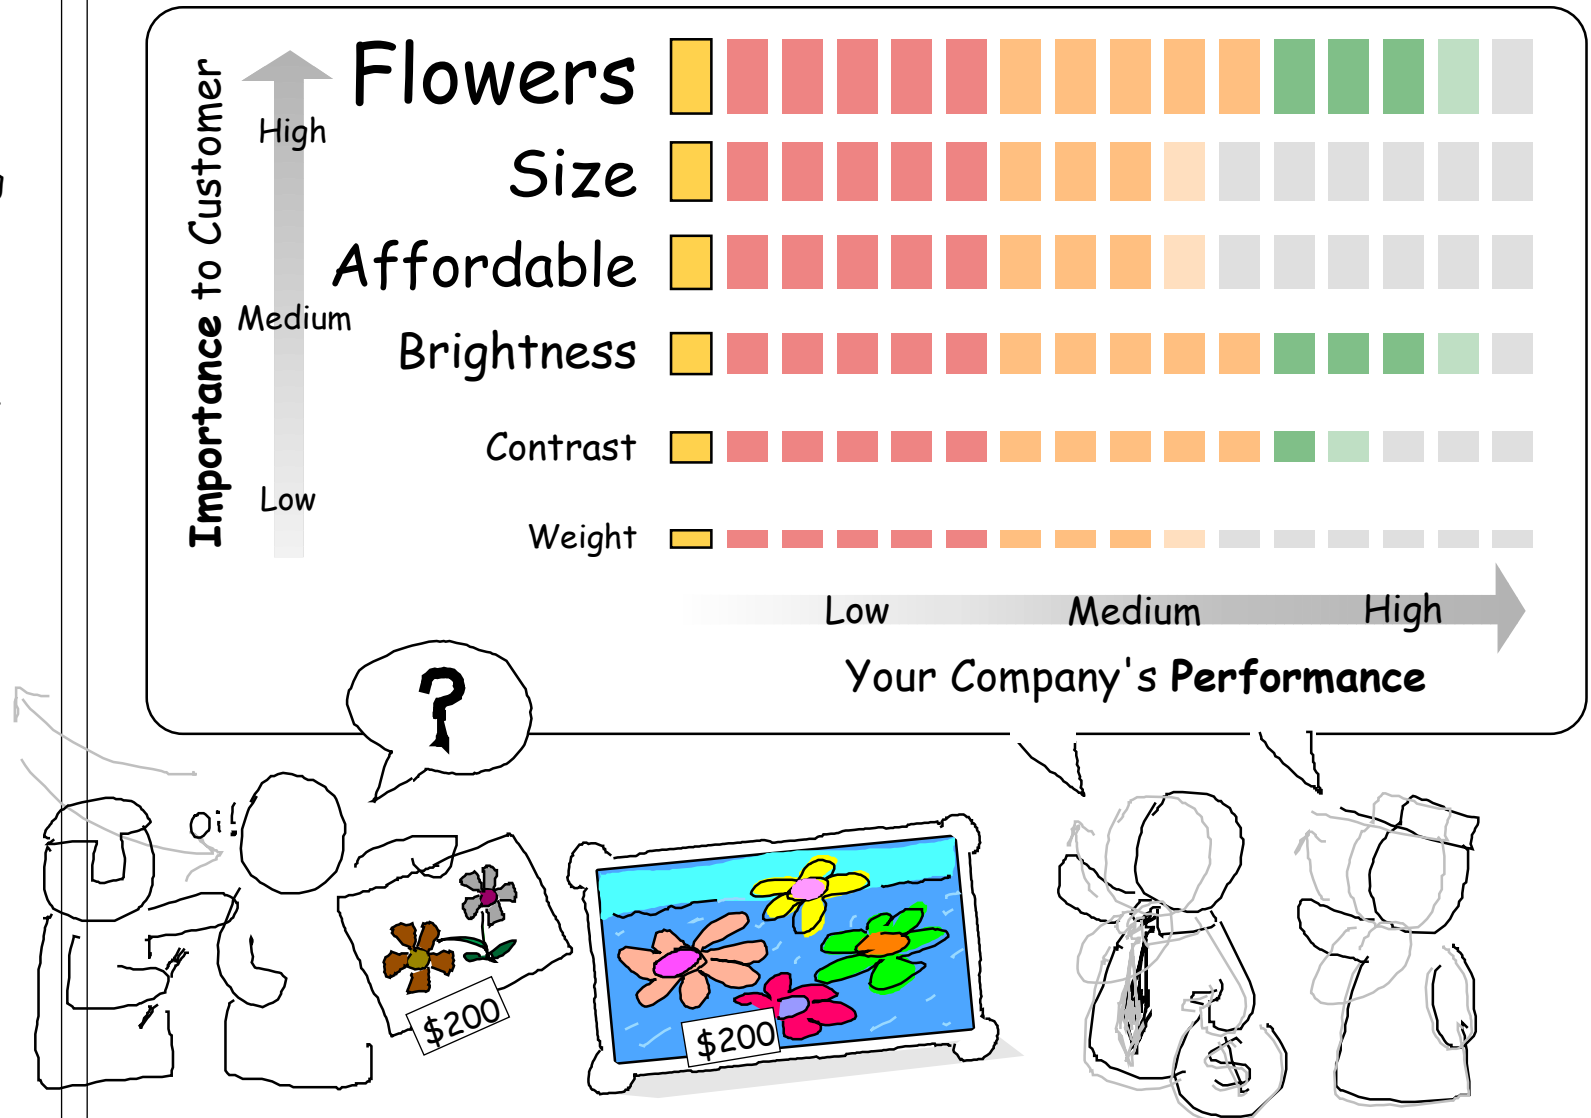 Importance to Customer
High
Medium
Low
Flowers
Size
Affordable
Brightness
Contrast
Weight
Low Medium High
Your Company's Performance
?
Oi!
$200
$200
$